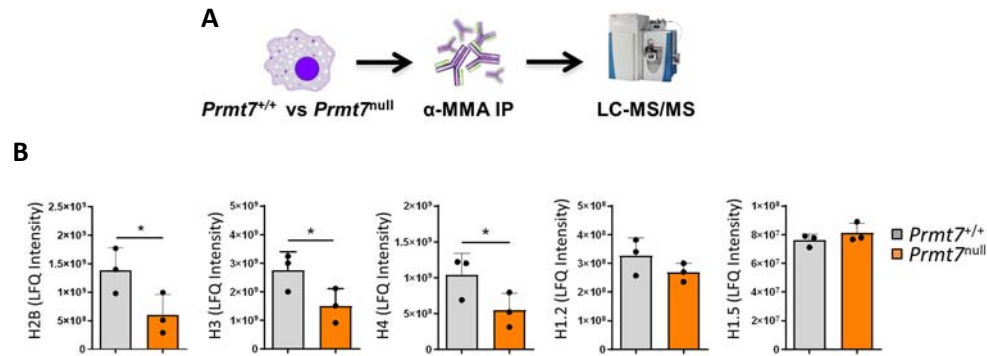 A
Prmt7+/+ vs Prmt7null
α-MMA IP
LC-MS/MS
B
H2B (LFQ Intensity)
2.5×10⁹
2×10⁹
1.5×10⁹
1×10⁹
5×10⁸
0
*
H3 (LFQ Intensity)
5×10⁹
4×10⁹
3×10⁹
2×10⁹
1×10⁹
0
*
H4 (LFQ Intensity)
2×10⁹
1.5×10⁹
1×10⁹
5×10⁸
0
*
H1.2 (LFQ Intensity)
5×10⁸
4×10⁸
3×10⁸
2×10⁸
1×10⁸
0
H1.5 (LFQ Intensity)
1×10⁸
8×10⁷
6×10⁷
4×10⁷
2×10⁷
0
Prmt7+/+
Prmt7null